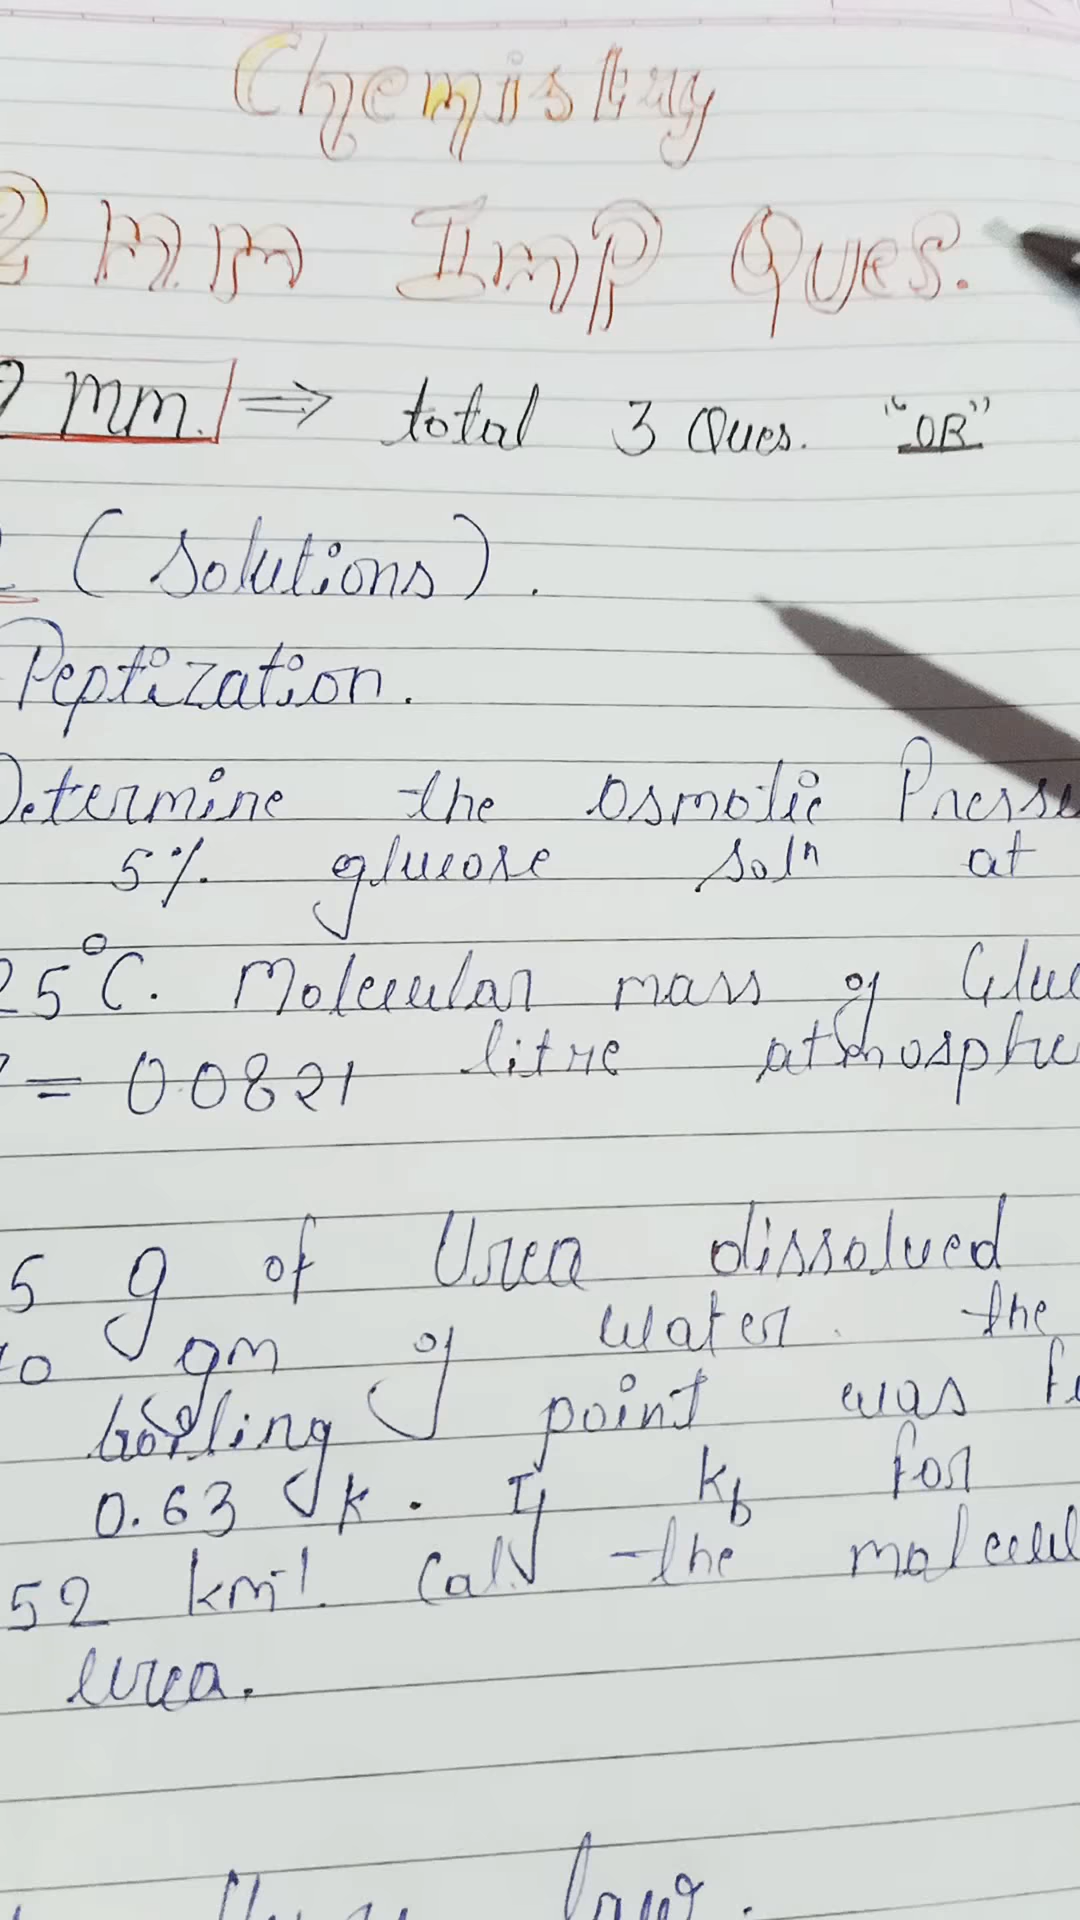 Chemistry
2 m.m Imp Ques.
2 mm. ⇒ total 3 Ques. "OR"
(Solutions).
Peptization.
Determine the Osmotic
5% glucose solⁿ at
25°C. Molecular mass of
= 0.0821 litre
5 g of Urea dissolved
gm of water. the
boiling point was
0.63 k. If kb for
52 km⁻¹. Cal. the
urea.
law.